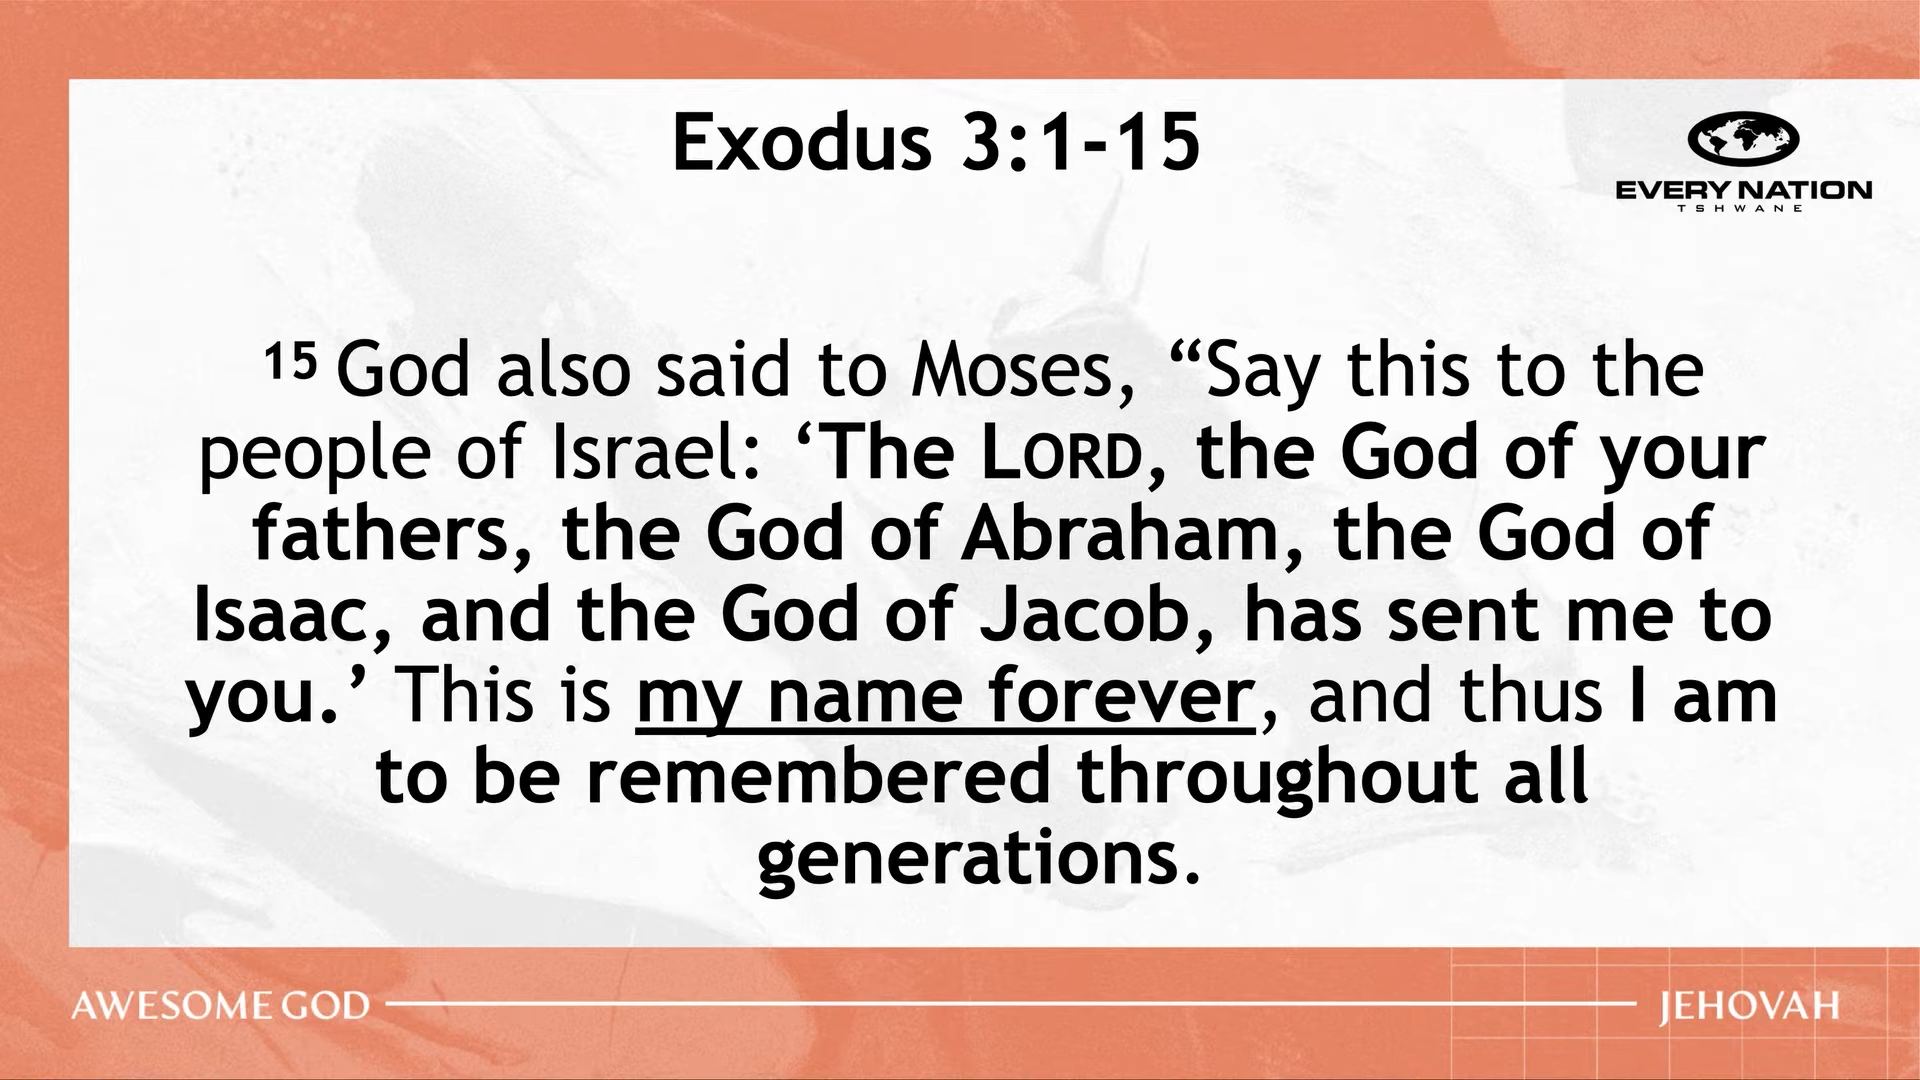 Exodus 3:1-15
EVERY NATION
TSHWANE
15 God also said to Moses, “Say this to the
people of Israel: ‘The LORD, the God of your
fathers, the God of Abraham, the God of
Isaac, and the God of Jacob, has sent me to
you.’ This is my name forever, and thus I am
to be remembered throughout all
generations.
AWESOME GOD
JEHOVAH